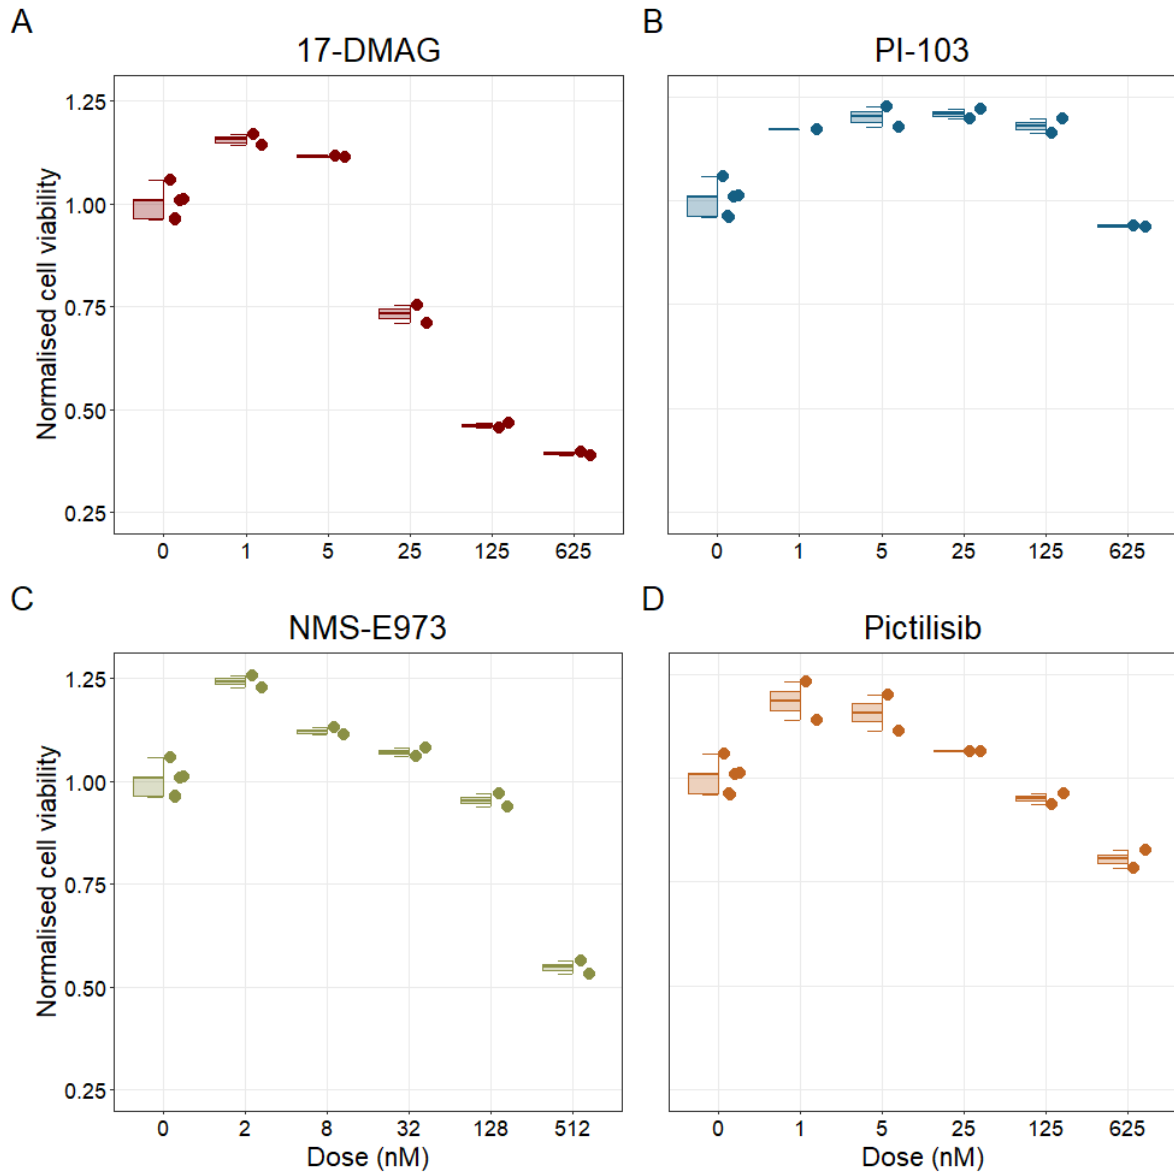 A
17-DMAG
Normalised cell viability
1.25
1.00
0.75
0.50
0.25
0 1 5 25 125 625
B
PI-103
0 1 5 25 125 625
C
NMS-E973
Normalised cell viability
1.25
1.00
0.75
0.50
0.25
0 2 8 32 128 512
Dose (nM)
D
Pictilisib
0 1 5 25 125 625
Dose (nM)